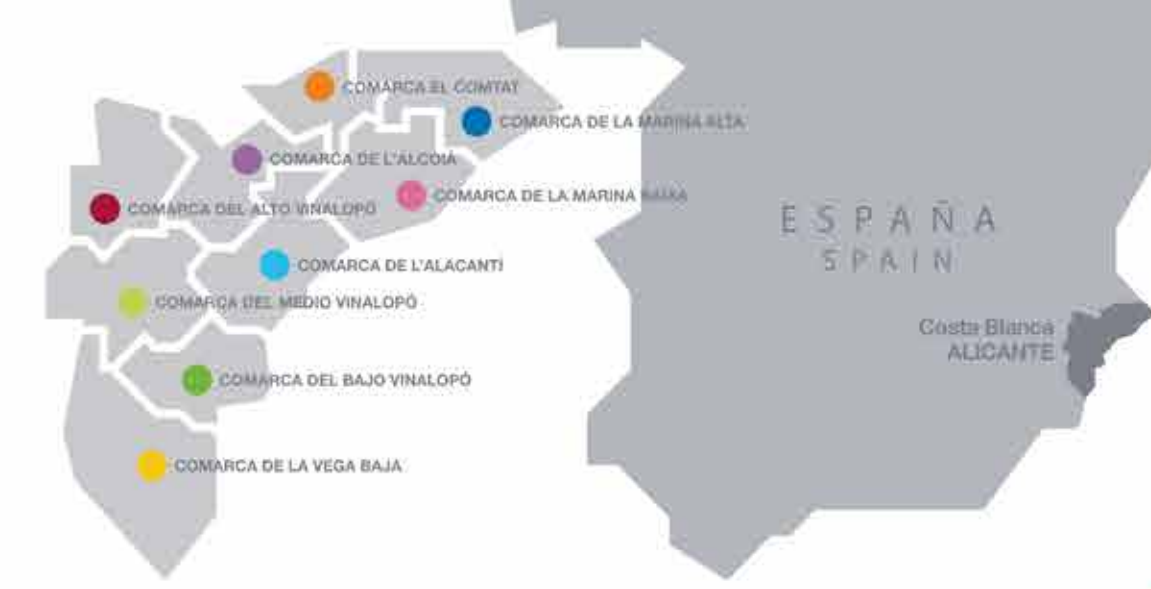 COMARCA EL COMTAT
COMARCA DE LA MARINA ALTA
COMARCA DE L'ALCOIÀ
COMARCA DE LA MARINA BAIXA
COMARCA DEL ALTO VINALOPÓ
COMARCA DE L'ALACANTÍ
COMARCA DEL MEDIO VINALOPÓ
COMARCA DEL BAJO VINALOPÓ
COMARCA DE LA VEGA BAJA
ESPAÑA
SPAIN
Costa Blanca
ALICANTE